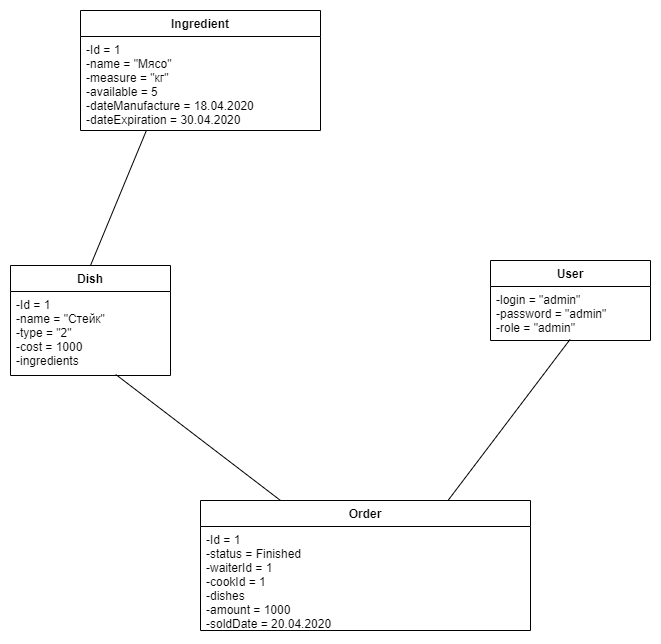 Ingredient
-Id = 1
-name = "Мясо"
-measure = "кг"
-available = 5
-dateManufacture = 18.04.2020
-dateExpiration = 30.04.2020
Dish
-Id = 1
-name = "Стейк"
-type = "2"
-cost = 1000
-ingredients
User
-login = "admin"
-password = "admin"
-role = "admin"
Order
-Id = 1
-status = Finished
-waiterId = 1
-cookId = 1
-dishes
-amount = 1000
-soldDate = 20.04.2020